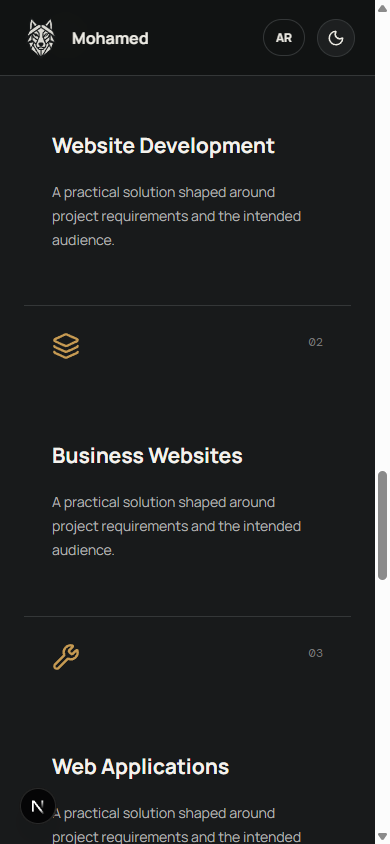 Mohamed
AR
Website Development
A practical solution shaped around
project requirements and the intended
audience.
02
Business Websites
A practical solution shaped around
project requirements and the intended
audience.
03
Web Applications
N
A practical solution shaped around
project requirements and the intended